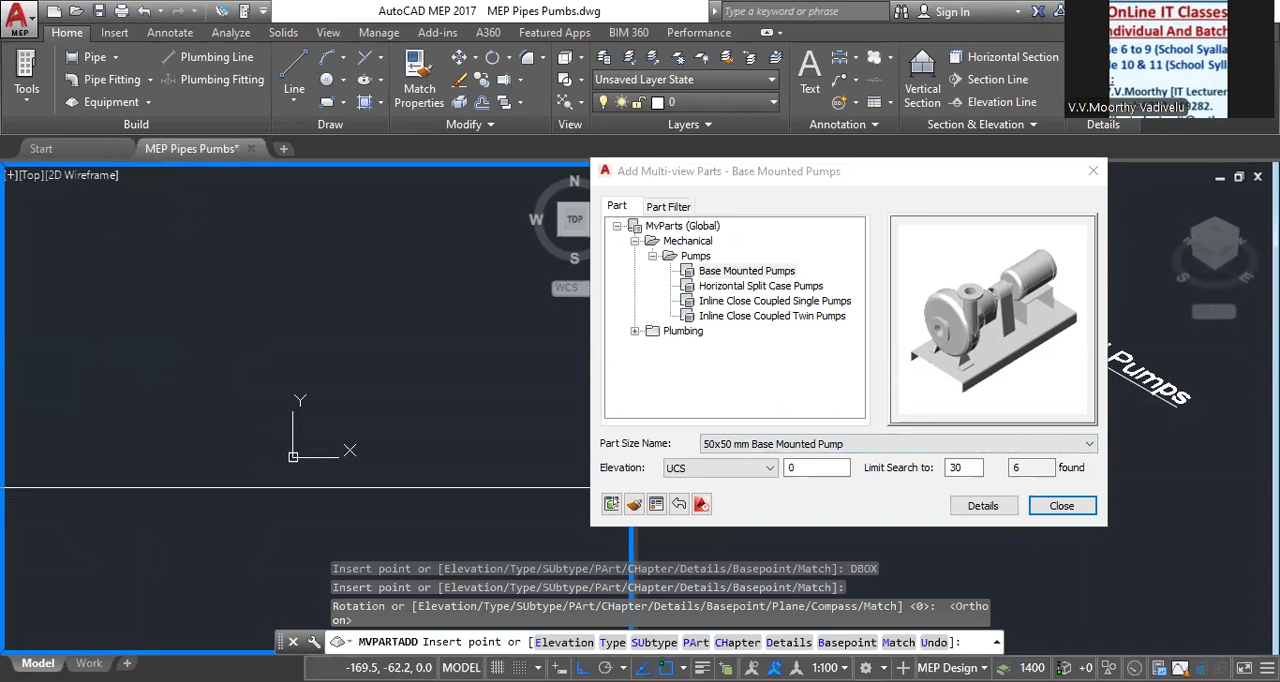 AutoCAD MEP 2017 MEP Pipes Pumbs.dwg
Type a keyword or phrase
Sign In
MEP
Home Insert Annotate Analyze Solids View Manage Add-ins A360 Featured Apps BIM 360 Performance
OnLine IT Classes
Individual And Batch
6 to 9 (School Sylla
10 & 11 (School Syll
V.V.Moorthy [IT Lecturer
9282.
V.V.Moorthy Vadivelu
Tools
Pipe
Plumbing Line
Pipe Fitting
Plumbing Fitting
Equipment
Line
Match
Properties
Unsaved Layer State
0
Text
Vertical
Section
Horizontal Section
Section Line
Elevation Line
Build Draw Modify View Layers Annotation Section & Elevation Details
Start MEP Pipes Pumbs*
[+][Top][2D Wireframe]
N
W
TOP
S
WCS
Y
X
Add Multi-view Parts - Base Mounted Pumps
Part Part Filter
MvParts (Global)
Mechanical
Pumps
Base Mounted Pumps
Horizontal Split Case Pumps
Inline Close Coupled Single Pumps
Inline Close Coupled Twin Pumps
Plumbing
Part Size Name: 50x50 mm Base Mounted Pump
Elevation: UCS 0 Limit Search to: 30 6 found
Details Close
S
E
Pumps
Insert point or [Elevation/Type/SUbtype/PArt/CHapter/Details/Basepoint/Match]: DBOX
Insert point or [Elevation/Type/SUbtype/PArt/CHapter/Details/Basepoint/Match]:
Rotation or [Elevation/Type/SUbtype/PArt/CHapter/Details/Basepoint/Plane/Compass/Match] <0>: <Ortho
on>
MVPARTADD Insert point or [Elevation Type SUbtype PArt CHapter Details Basepoint Match Undo]:
Model Work
-169.5, -62.2, 0.0 MODEL 1:100 MEP Design 1400 +0